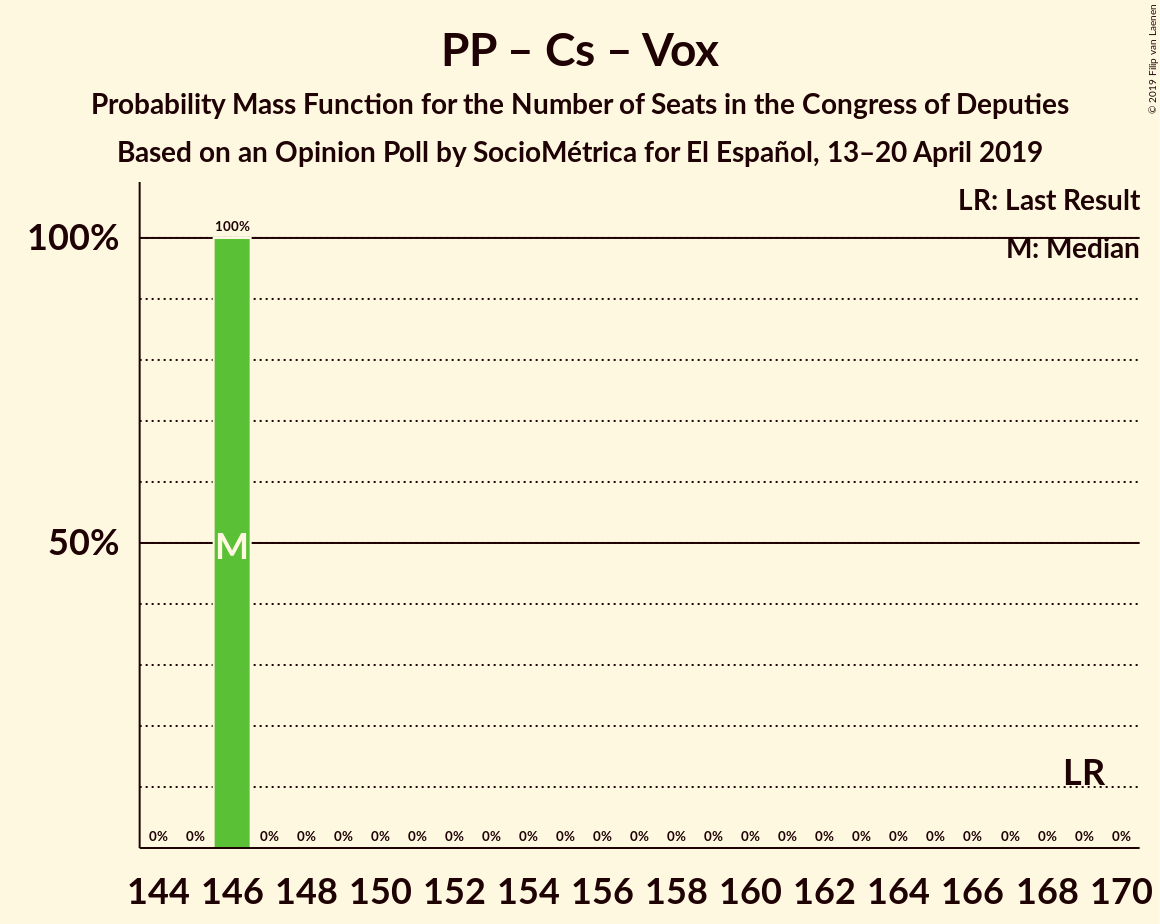 PP – Cs – Vox
Probability Mass Function for the Number of Seats in the Congress of Deputies
Based on an Opinion Poll by SocioMétrica for El Español, 13–20 April 2019
© 2019 Filip van Laenen
LR: Last Result
M: Median
100%
100%
50%
M
LR
0% 0% 0% 0% 0% 0% 0% 0% 0% 0% 0% 0% 0% 0% 0% 0% 0% 0% 0% 0% 0% 0% 0% 0% 0% 0%
144 146 148 150 152 154 156 158 160 162 164 166 168 170